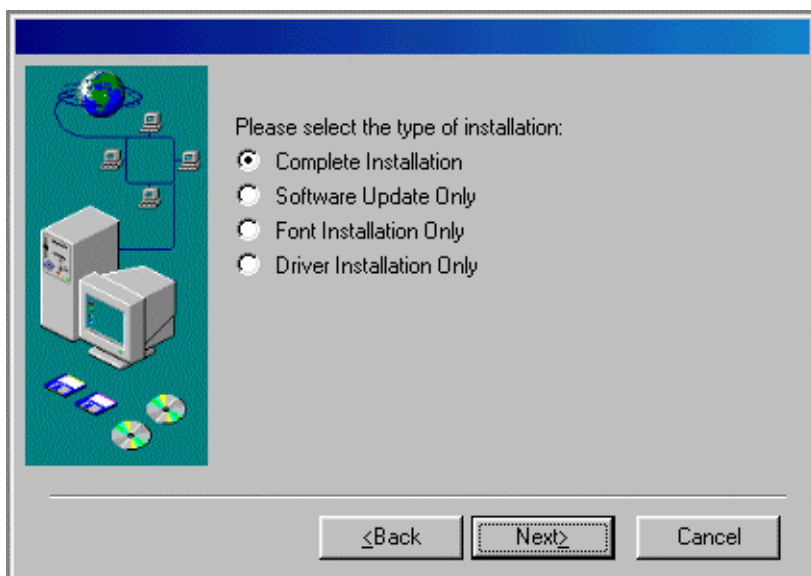 Please select the type of installation:
Complete Installation
Software Update Only
Font Installation Only
Driver Installation Only
<Back Next> Cancel